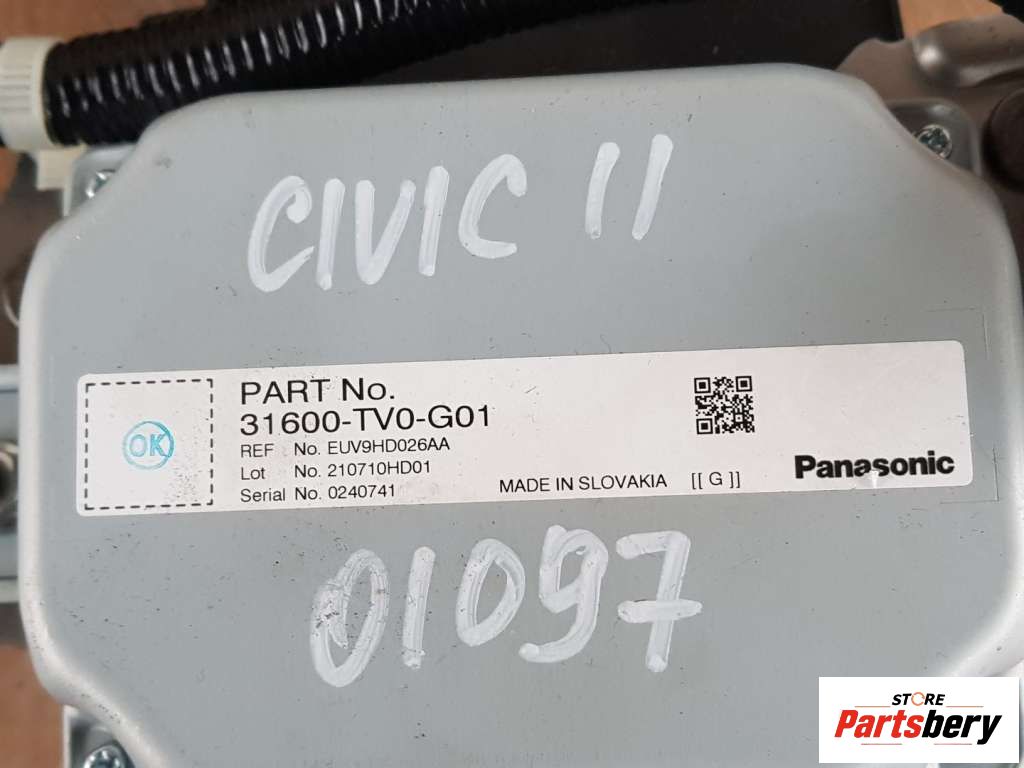 CIVIC 11
OK
PART No.
31600-TV0-G01
REF No. EUV9HD026AA
Lot No. 210710HD01
Serial No. 0240741
MADE IN SLOVAKIA [[ G ]]
Panasonic
01097
STORE
Partsbery